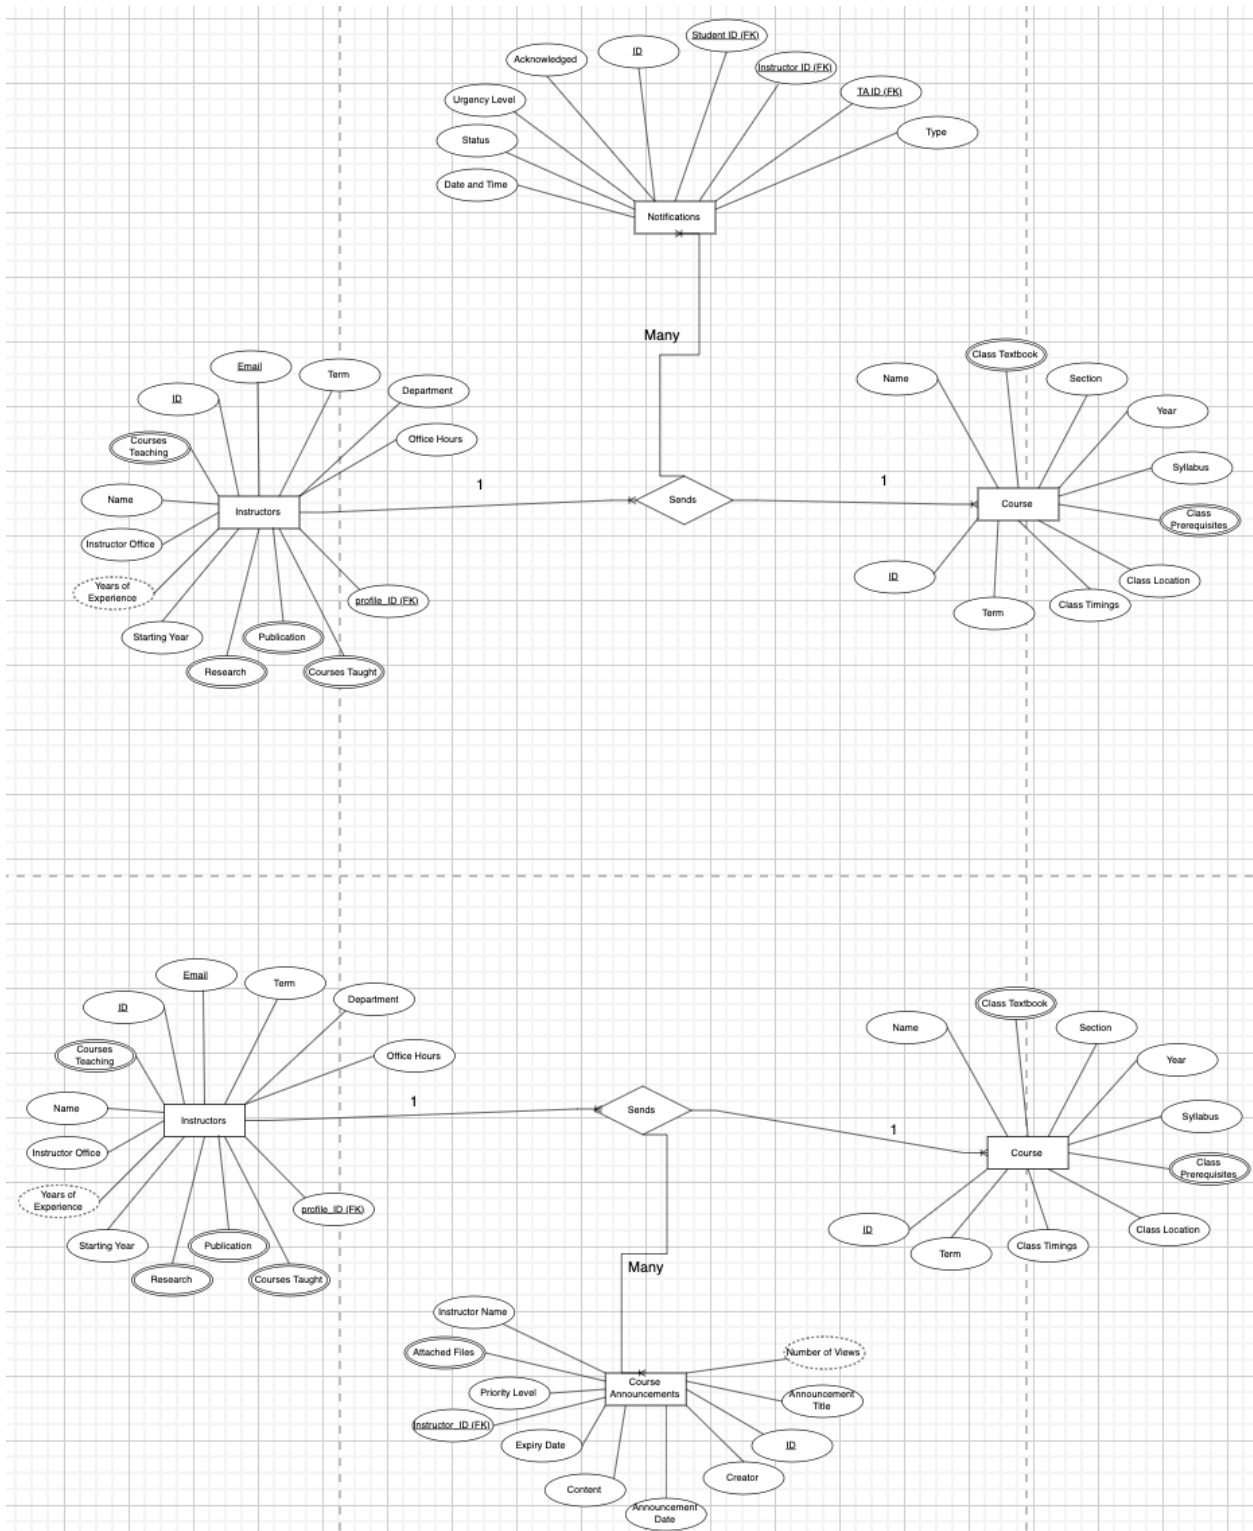 Student ID (FK)
ID
Acknowledged
Instructor ID (FK)
TA ID (FK)
Urgency Level
Type
Status
Date and Time
Notifications
Many
Class Textbook
Email
Term
Name
Section
Department
ID
Year
Office Hours
Courses
Teaching
Syllabus
1
1
Name
Sends
Course
Instructors
Class
Prerequisites
Instructor Office
ID
Class Location
Years of
Experience
profile_ID (FK)
Term
Class Timings
Starting Year
Publication
Research
Courses Taught
Email
Term
Department
ID
Class Textbook
Name
Section
Courses
Teaching
Office Hours
Year
1
Name
Sends
Syllabus
Instructors
1
Instructor Office
Course
Class
Prerequisites
Years of
Experience
profile_ID (FK)
ID
Class Location
Starting Year
Publication
Term
Class Timings
Many
Research
Courses Taught
Instructor Name
Attached Files
Number of Views
Course
Announcements
Priority Level
Announcement
Title
Instructor_ID (FK)
Expiry Date
ID
Creator
Content
Announcement
Date